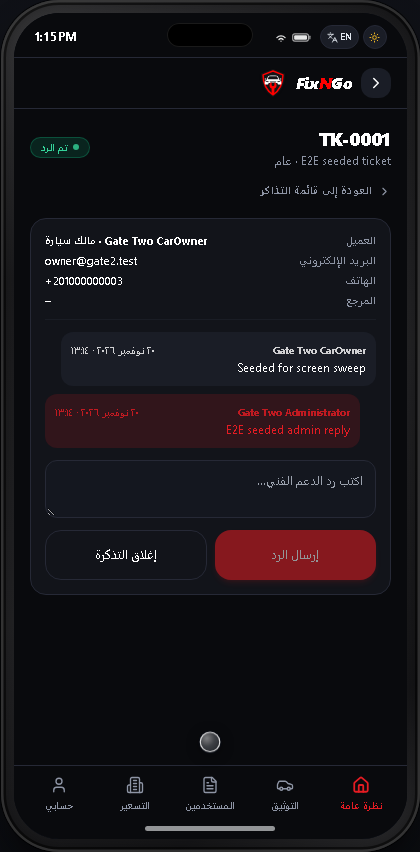 1:15 PM
EN
FixNGo
TK-0001
تم الرد
عام · E2E seeded ticket
العودة إلى قائمة التذاكر
العميل
Gate Two CarOwner · مالك سيارة
البريد الإلكتروني
owner@gate2.test
الهاتف
+201000000003
المرجع
—
Gate Two CarOwner
٢٠ نوفمبر ٢٠٢٦ · ١٣:١٤
Seeded for screen sweep
Gate Two Administrator
٢٠ نوفمبر ٢٠٢٦ · ١٣:١٤
E2E seeded admin reply
اكتب رد الدعم الفني...
إرسال الرد
إغلاق التذكرة
نظرة عامة
التوثيق
المستخدمين
التسعير
حسابي